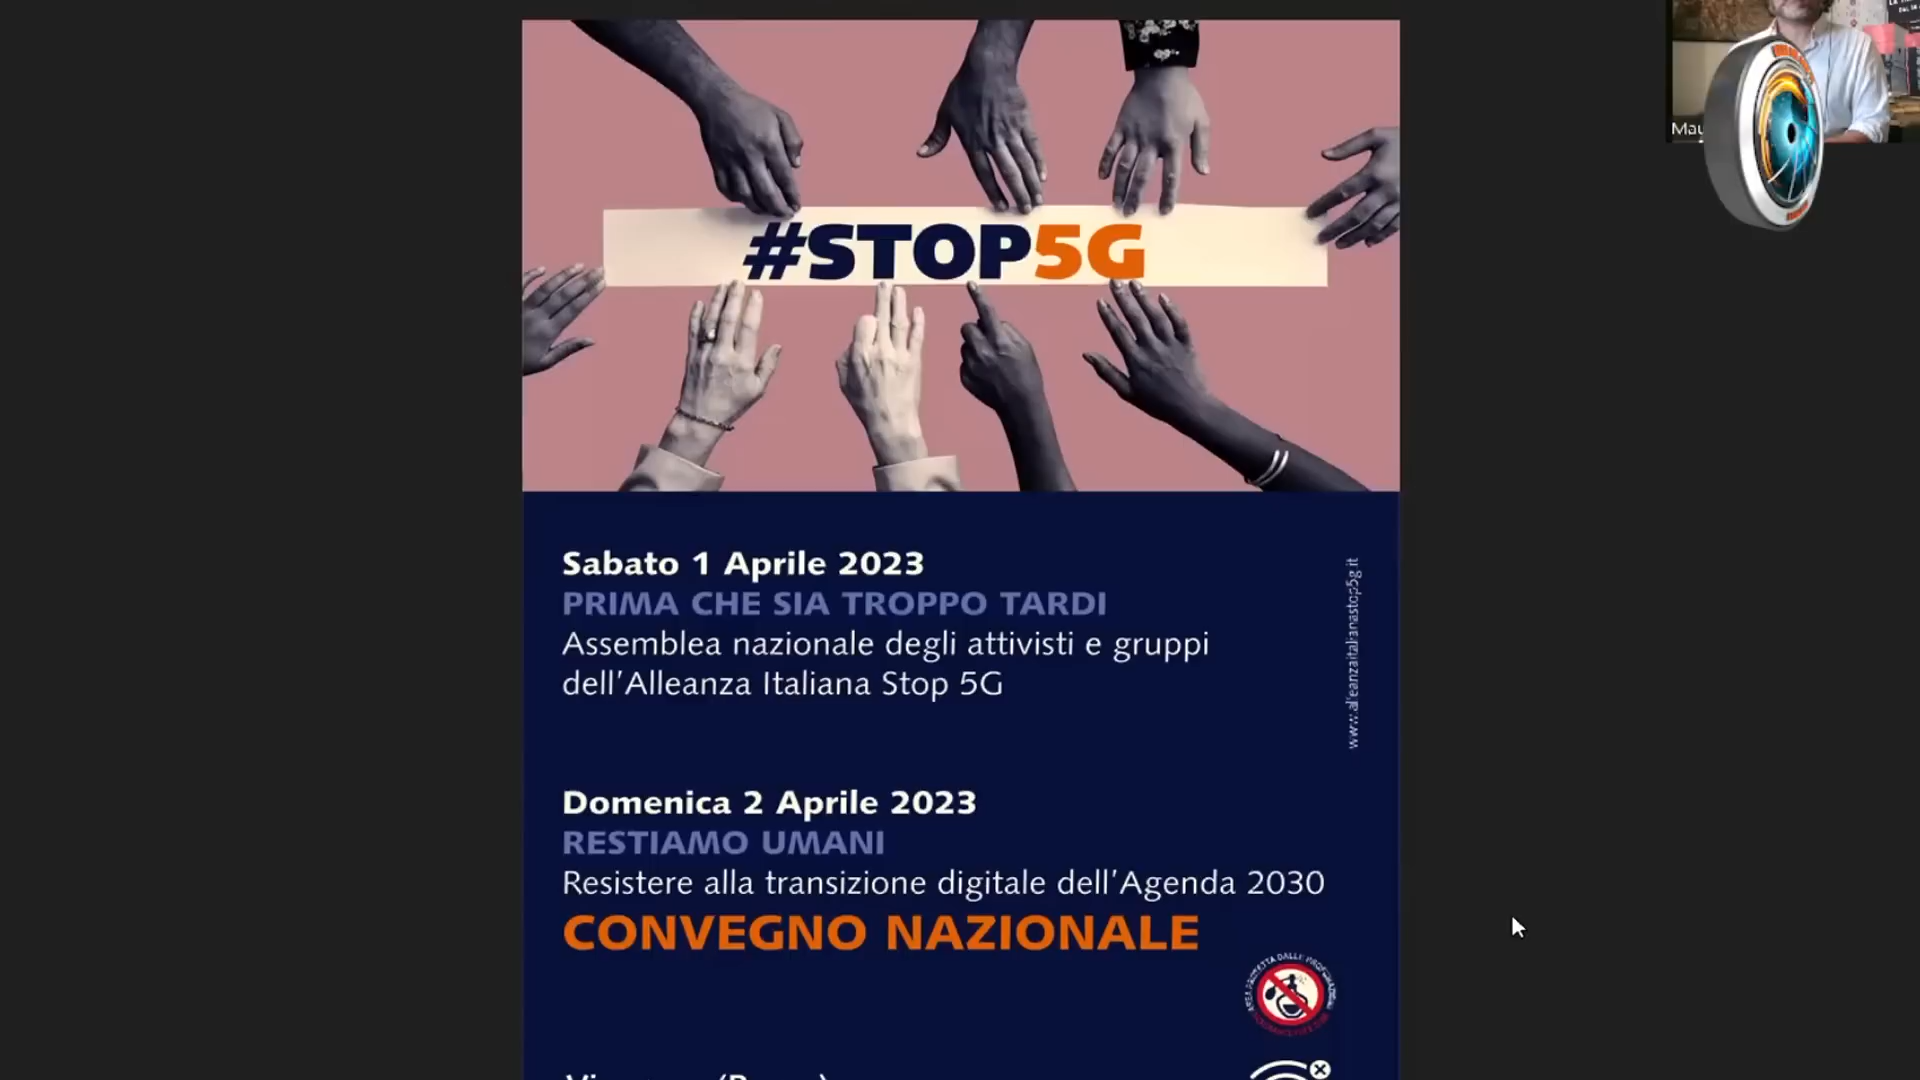 #STOP5G
Sabato 1 Aprile 2023
PRIMA CHE SIA TROPPO TARDI
Assemblea nazionale degli attivisti e gruppi
dell'Alleanza Italiana Stop 5G
www.alleanzaitalianastop5g.it
Domenica 2 Aprile 2023
RESTIAMO UMANI
Resistere alla transizione digitale dell'Agenda 2030
CONVEGNO NAZIONALE
Mau